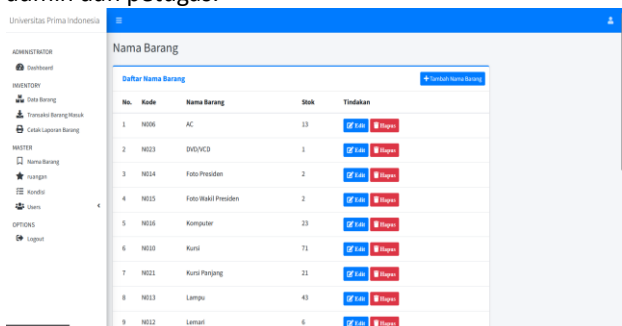 admin dan petugas.
Universitas Prima Indonesia
ADMINISTRATOR
Dashboard
INVENTORY
Data Barang
Transaksi Barang Masuk
Cetak Laporan Barang
MASTER
Nama Barang
ruangan
Kondisi
Users
OPTIONS
Logout
Nama Barang
Daftar Nama Barang
Tambah Nama Barang
No. Kode Nama Barang Stok Tindakan
1 N006 AC 13 Edit Hapus
2 N023 DVD/VCD 1 Edit Hapus
3 N014 Foto Presiden 2 Edit Hapus
4 N015 Foto Wakil Presiden 2 Edit Hapus
5 N016 Komputer 23 Edit Hapus
6 N010 Kursi 71 Edit Hapus
7 N021 Kursi Panjang 21 Edit Hapus
8 N013 Lampu 43 Edit Hapus
9 N012 Lemari 6 Edit Hapus